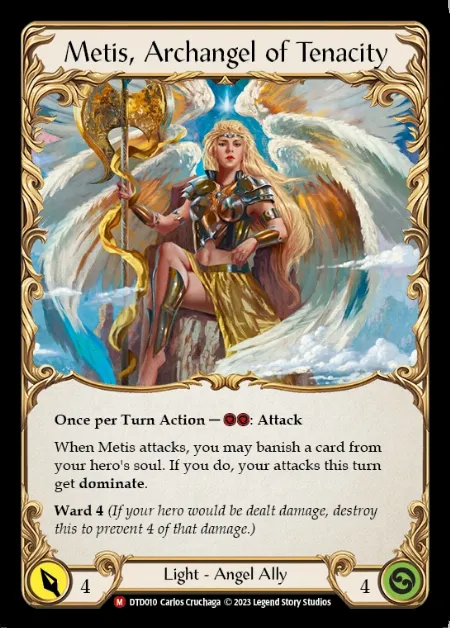 Metis, Archangel of Tenacity
Once per Turn Action — : Attack
When Metis attacks, you may banish a card from
your hero's soul. If you do, your attacks this turn
get dominate.
Ward 4 (If your hero would be dealt damage, destroy
this to prevent 4 of that damage.)
4
Light - Angel Ally
4
M DTD010 Carlos Cruchaga © 2023 Legend Story Studios